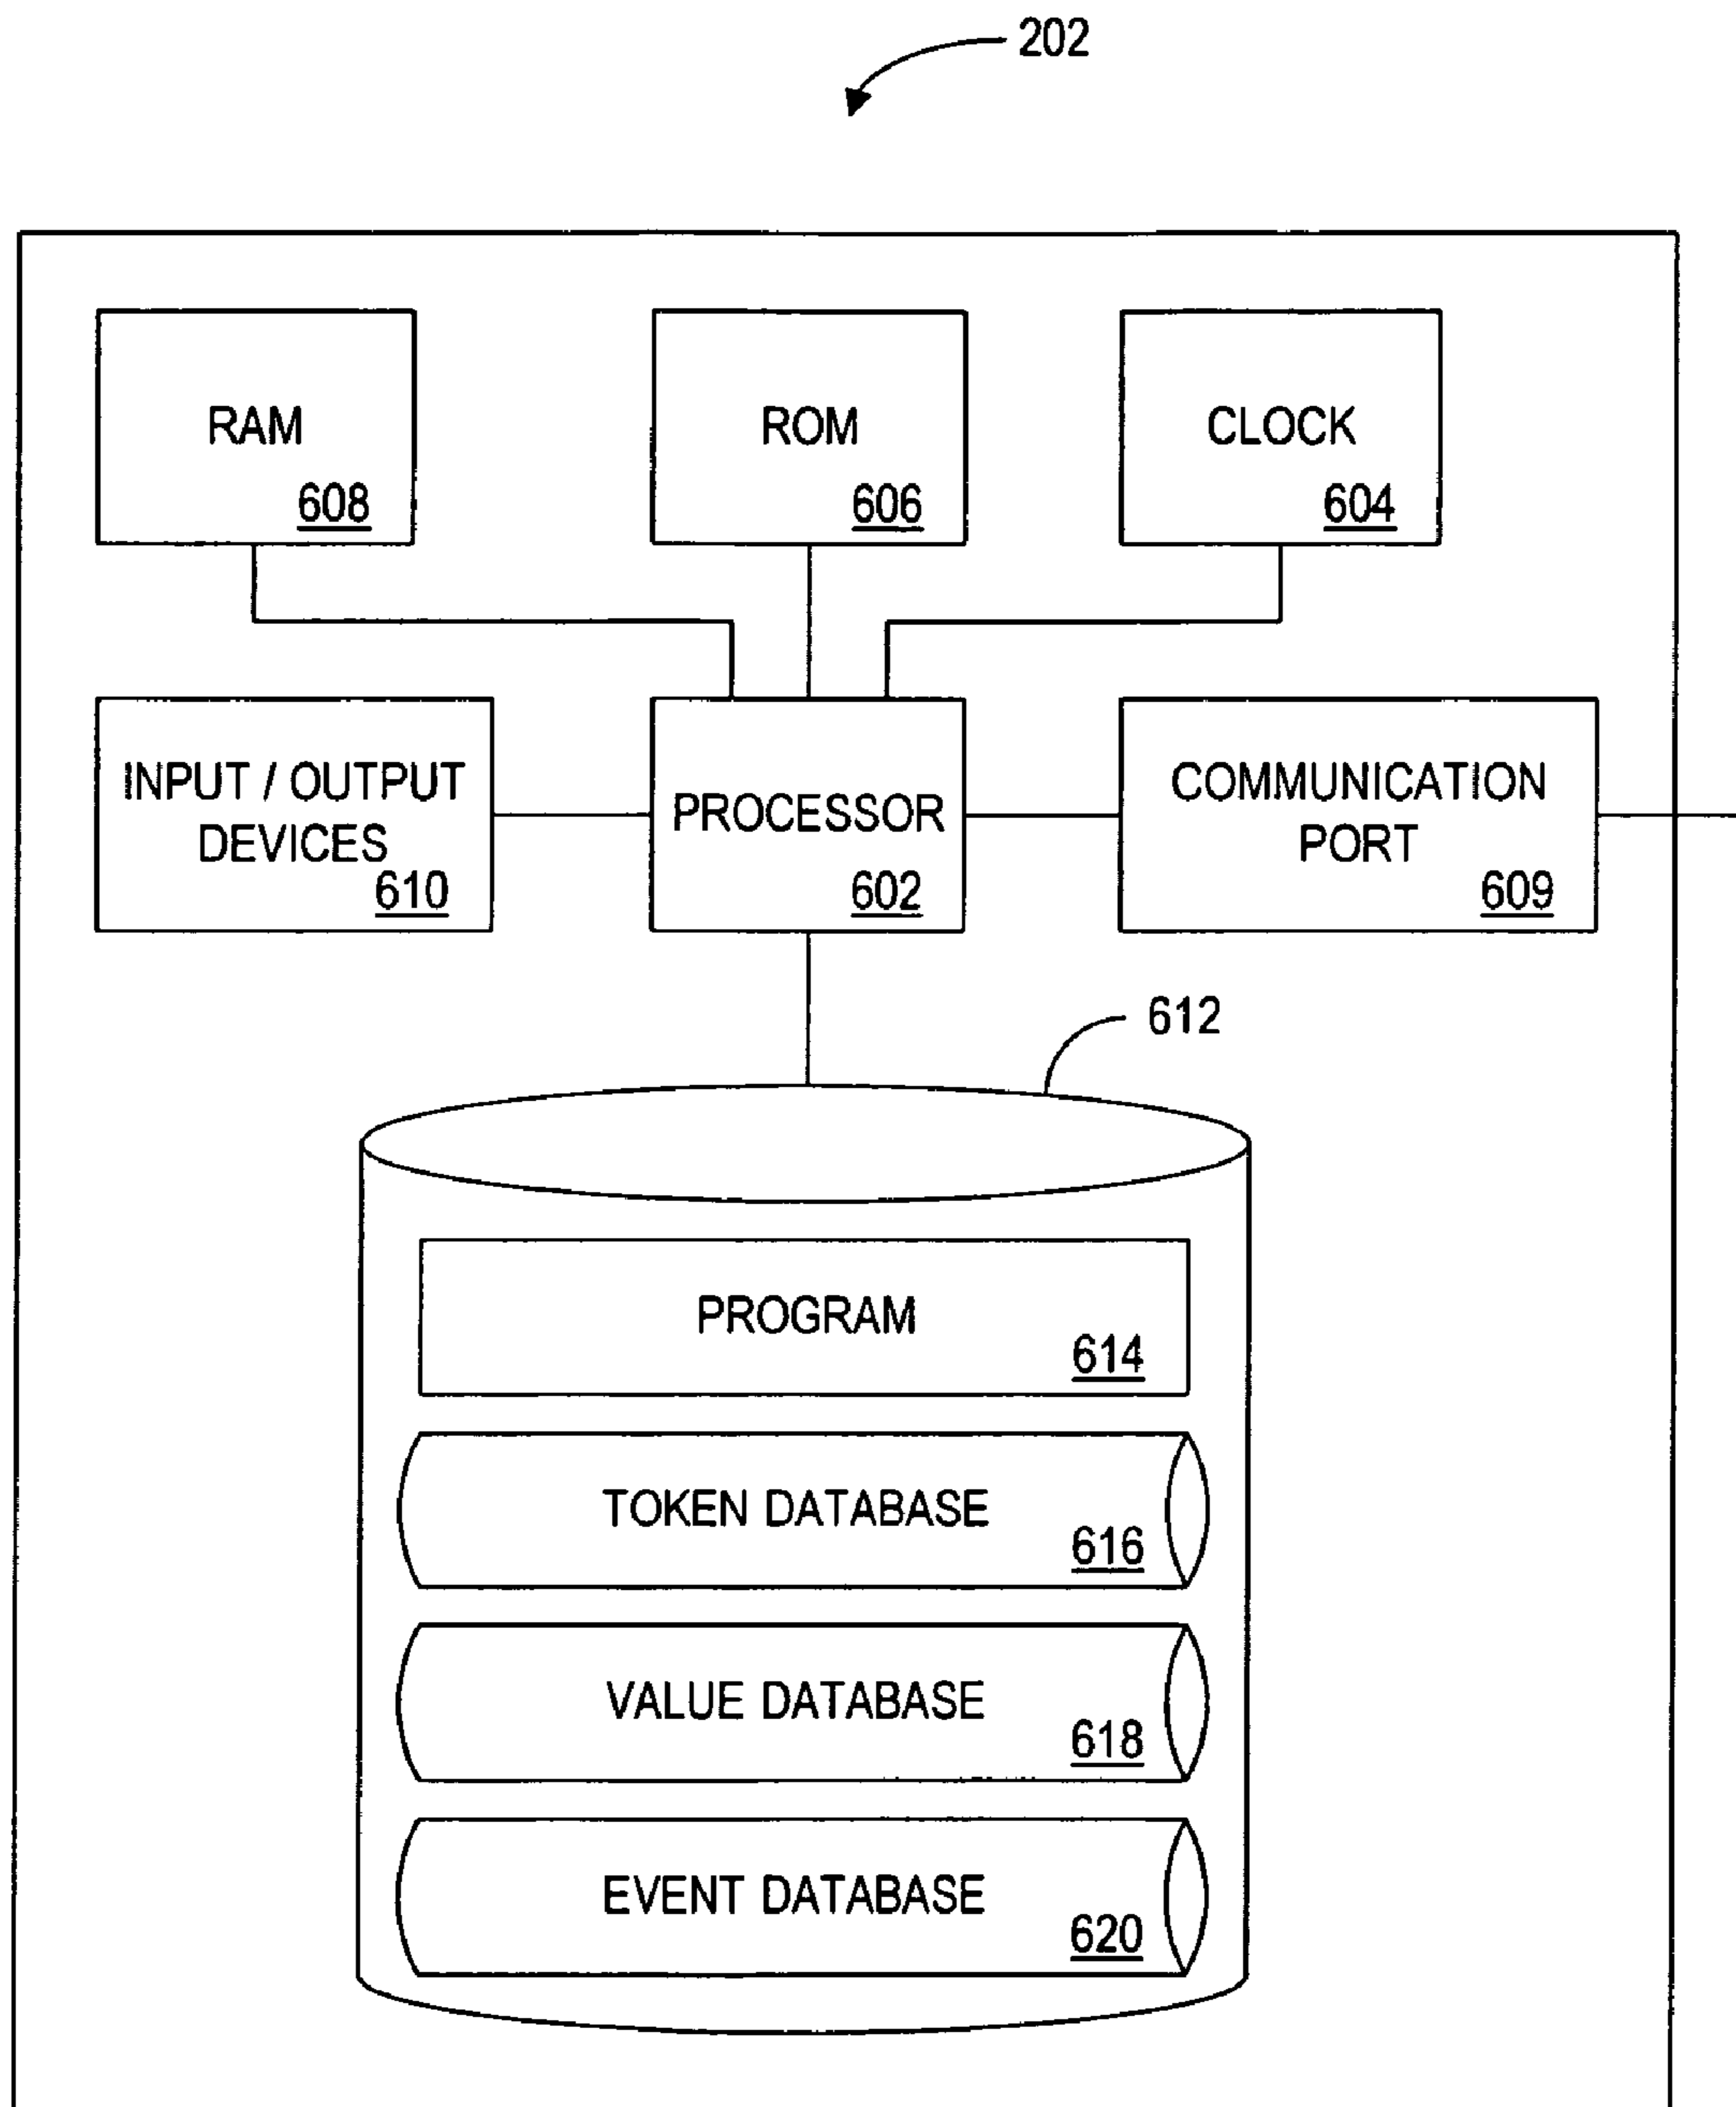 202
RAM
608
ROM
606
CLOCK
604
INPUT / OUTPUT
DEVICES
610
PROCESSOR
602
COMMUNICATION
PORT
609
612
PROGRAM
614
TOKEN DATABASE
616
VALUE DATABASE
618
EVENT DATABASE
620